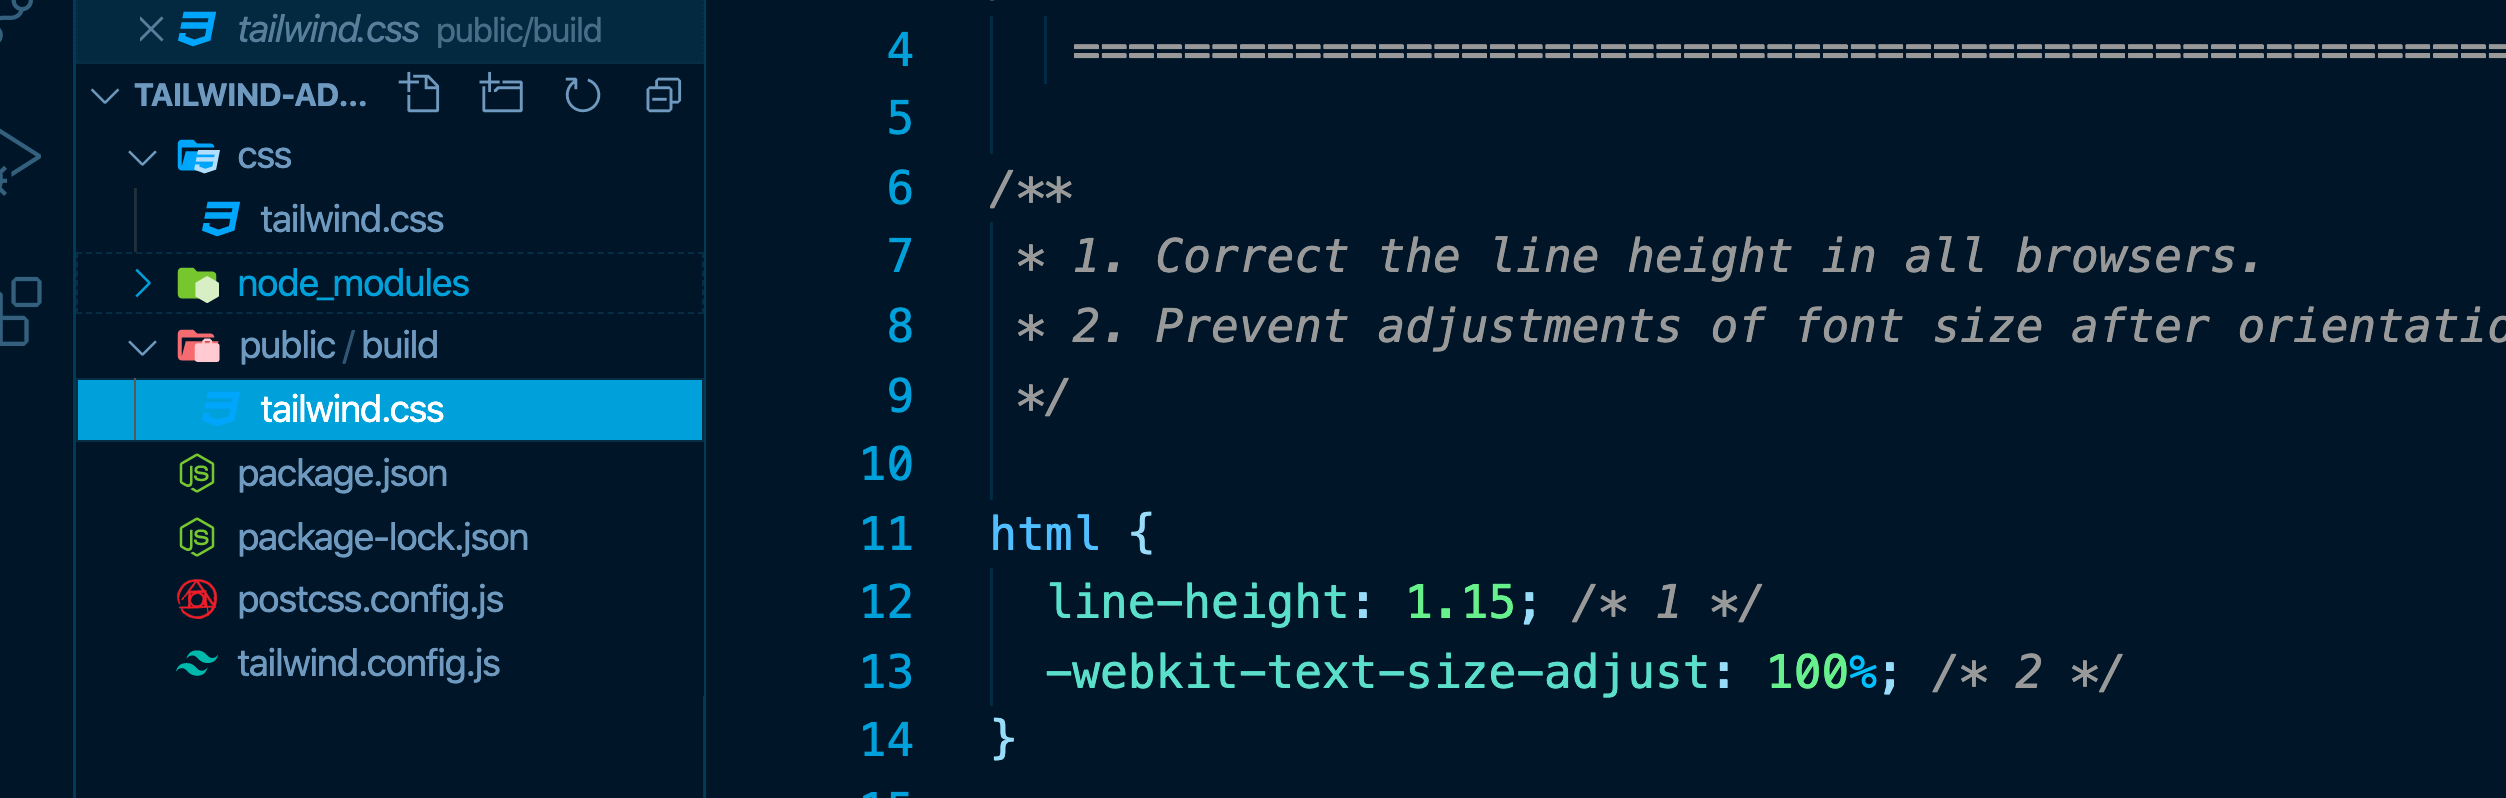 tailwind.css public/build
TAILWIND-AD...
css
tailwind.css
node_modules
public / build
tailwind.css
package.json
package-lock.json
postcss.config.js
tailwind.config.js
4 ====================================================
5
6 /**
7 * 1. Correct the line height in all browsers.
8 * 2. Prevent adjustments of font size after orientatio
9 */
10
11 html {
12 line-height: 1.15; /* 1 */
13 -webkit-text-size-adjust: 100%; /* 2 */
14 }